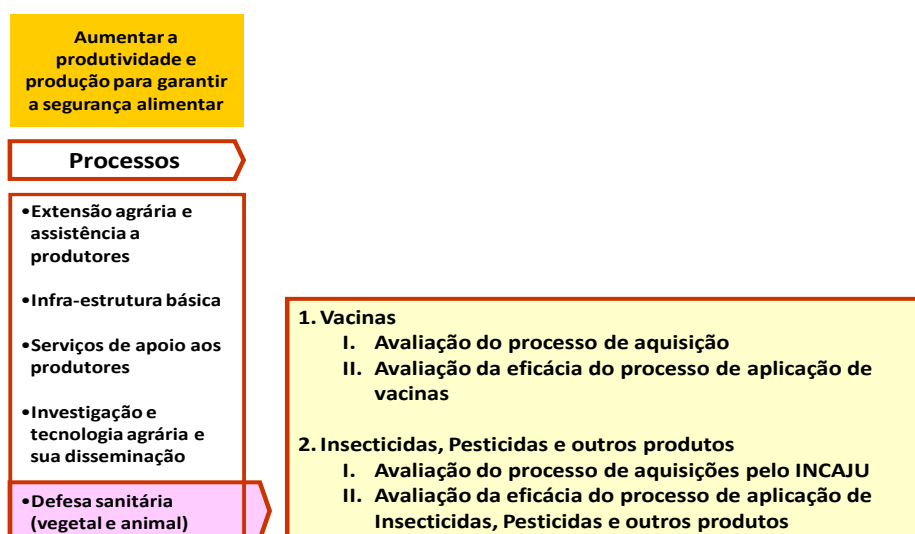 Aumentar a
produtividade e
produção para garantir
a segurança alimentar
Processos
•Extensão agrária e
assistência a
produtores
•Infra-estrutura básica
•Serviços de apoio aos
produtores
•Investigação e
tecnologia agrária e
sua disseminação
•Defesa sanitária
(vegetal e animal)
1. Vacinas
I. Avaliação do processo de aquisição
II. Avaliação da eficácia do processo de aplicação de
vacinas
2. Insecticidas, Pesticidas e outros produtos
I. Avaliação do processo de aquisições pelo INCAJU
II. Avaliação da eficácia do processo de aplicação de
Insecticidas, Pesticidas e outros produtos